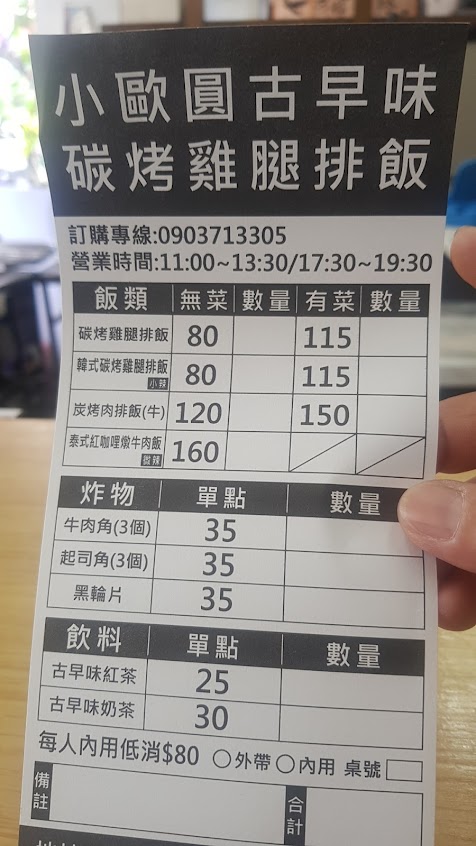 小歐圓古早味
碳烤雞腿排飯
訂購專線:0903713305
營業時間:11:00~13:30/17:30~19:30
飯類 無菜 數量 有菜 數量
碳烤雞腿排飯 80 115
韓式碳烤雞腿排飯 小辣 80 115
炭烤肉排飯(牛) 120 150
泰式紅咖哩燉牛肉飯 微辣 160
炸物 單點 數量
牛肉角(3個) 35
起司角(3個) 35
黑輪片 35
飲料 單點 數量
古早味紅茶 25
古早味奶茶 30
每人內用低消$80 ○外帶 ○內用 桌號
備註 合計